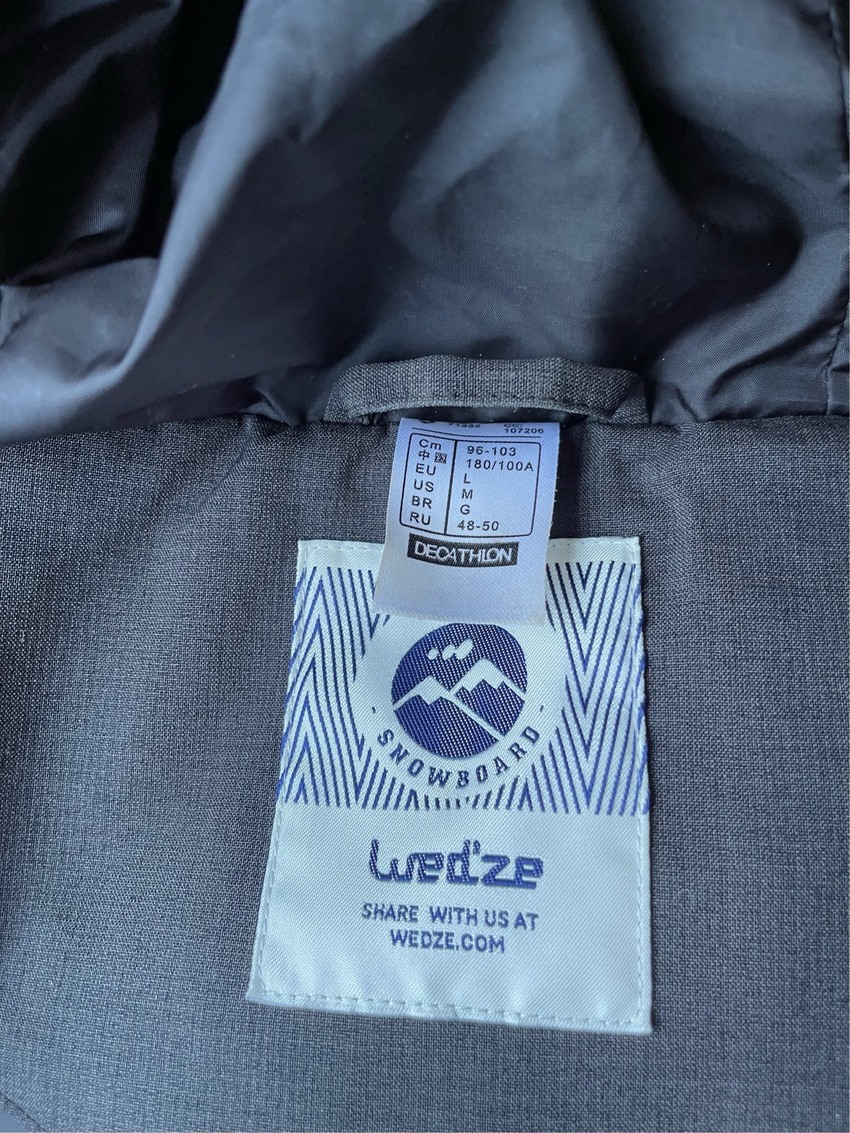 107206
Cm 96-103
中国 180/100A
EU L
US M
BR G
RU 48-50
DECATHLON
SNOWBOARD
wed'ze
SHARE WITH US AT
WEDZE.COM